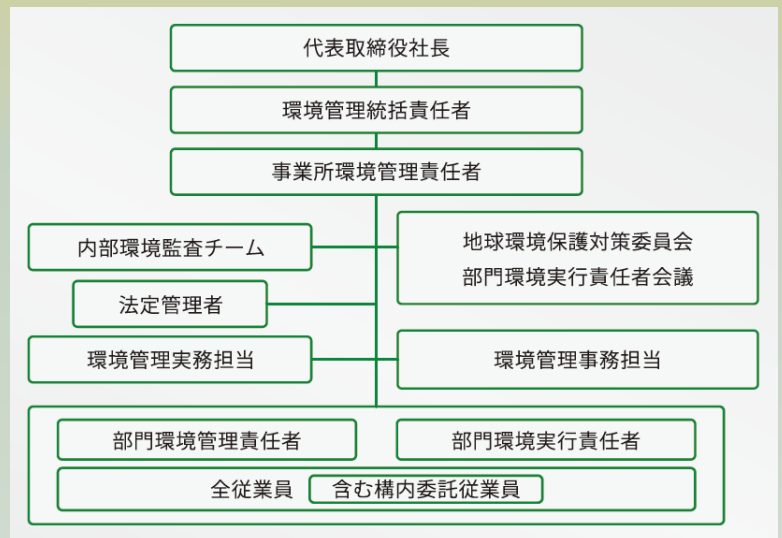 代表取締役社長
環境管理統括責任者
事業所環境管理責任者
内部環境監査チーム
地球環境保護対策委員会
部門環境実行責任者会議
法定管理者
環境管理実務担当
環境管理事務担当
部門環境管理責任者
部門環境実行責任者
全従業員 含む構内委託従業員